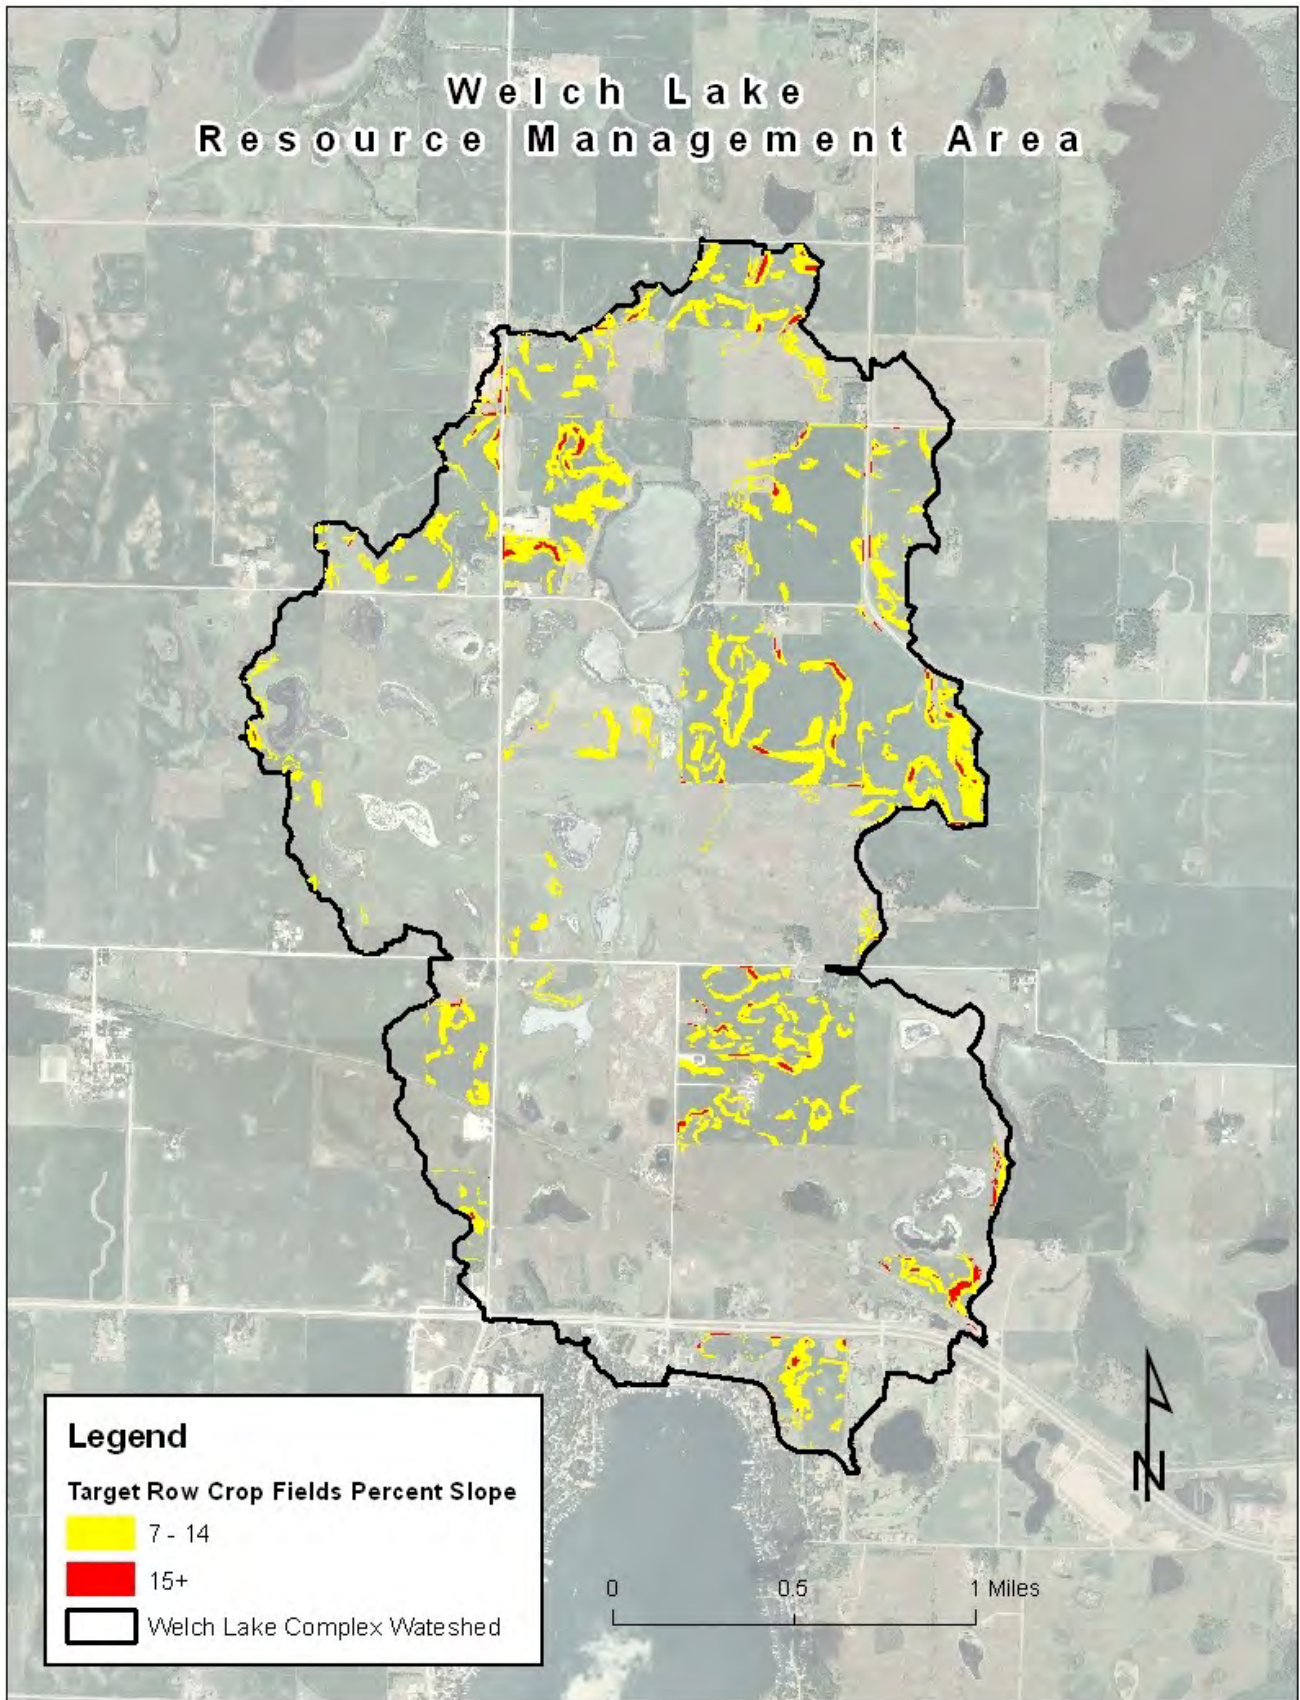 Welch Lake
Resource Management Area
Legend
Target Row Crop Fields Percent Slope
7 - 14
15+
Welch Lake Complex Wateshed
0 0.5 1 Miles
N